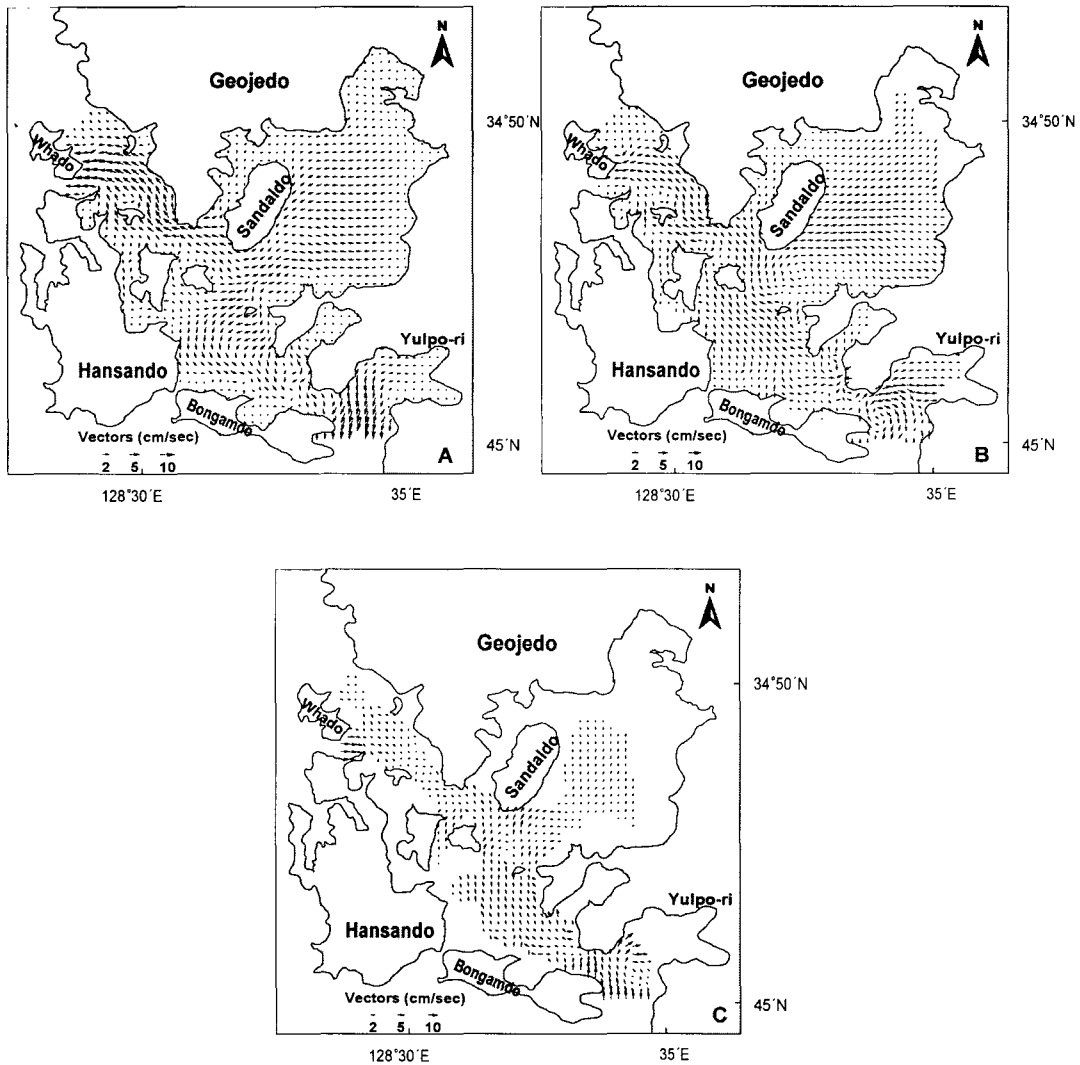 N
Geojedo
34°50´N
Whado
Sandaldo
Yulpo-ri
Hansando
Bongamdo
Vectors (cm/sec)
2 5 10
A
45´N
128°30´E
35´E
N
Geojedo
34°50´N
Whado
Sandaldo
Yulpo-ri
Hansando
Bongamdo
Vectors (cm/sec)
2 5 10
B
45´N
128°30´E
35´E
N
Geojedo
34°50´N
Whado
Sandaldo
Yulpo-ri
Hansando
Bongamdo
Vectors (cm/sec)
2 5 10
C
45´N
128°30´E
35´E